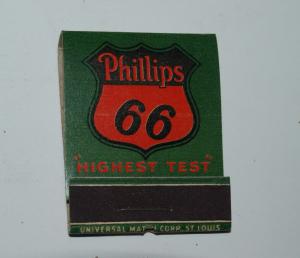 Phillips
66
"HIGHEST TEST"
UNIVERSAL MATCH CORP. ST. LOUIS